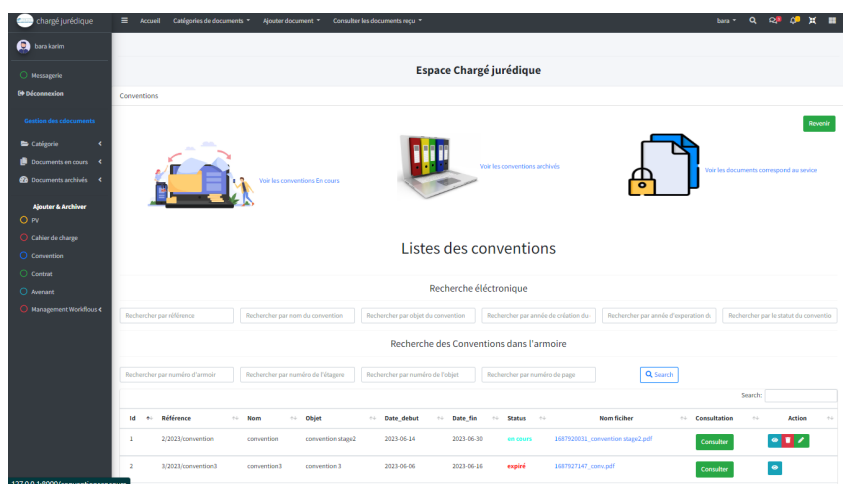 chargé jurédique
Accueil Catégories de documents Ajouter document Consulter les documents reçu bara
bara karim
Messagerie
Déconnexion
Gestion des cdocuments
Catégorie
Documents en cours
Documents archivés
Ajouter & Archiver
PV
Cahier de charge
Convention
Contrat
Avenant
Management Workflous
Espace Chargé jurédique
Conventions
Revenir
Voir les conventions En cours
Voir les conventions archivés
Voir les documents correspond au sevice
Listes des conventions
Recherche éléctronique
Rechercher par référence Rechercher par nom du convention Rechercher par objet du convention Rechercher par année de création du Rechercher par année d'experation d Rechercher par le statut du conventio
Recherche des Conventions dans l'armoire
Rechercher par numéro d'armoir Rechercher par numéro de l'étagere Rechercher par numéro de l'objet Rechercher par numéro de page Search
Search:
Id Référence Nom Objet Date_debut Date_fin Status Nom ficiher Consultation Action
1 2/2023/convention convention convention stage2 2023-06-14 2023-06-30 en cours 1687920031_convention stage2.pdf Consulter
2 3/2023/convention3 convention3 convention 3 2023-06-06 2023-06-16 expiré 1687927147_conv.pdf Consulter